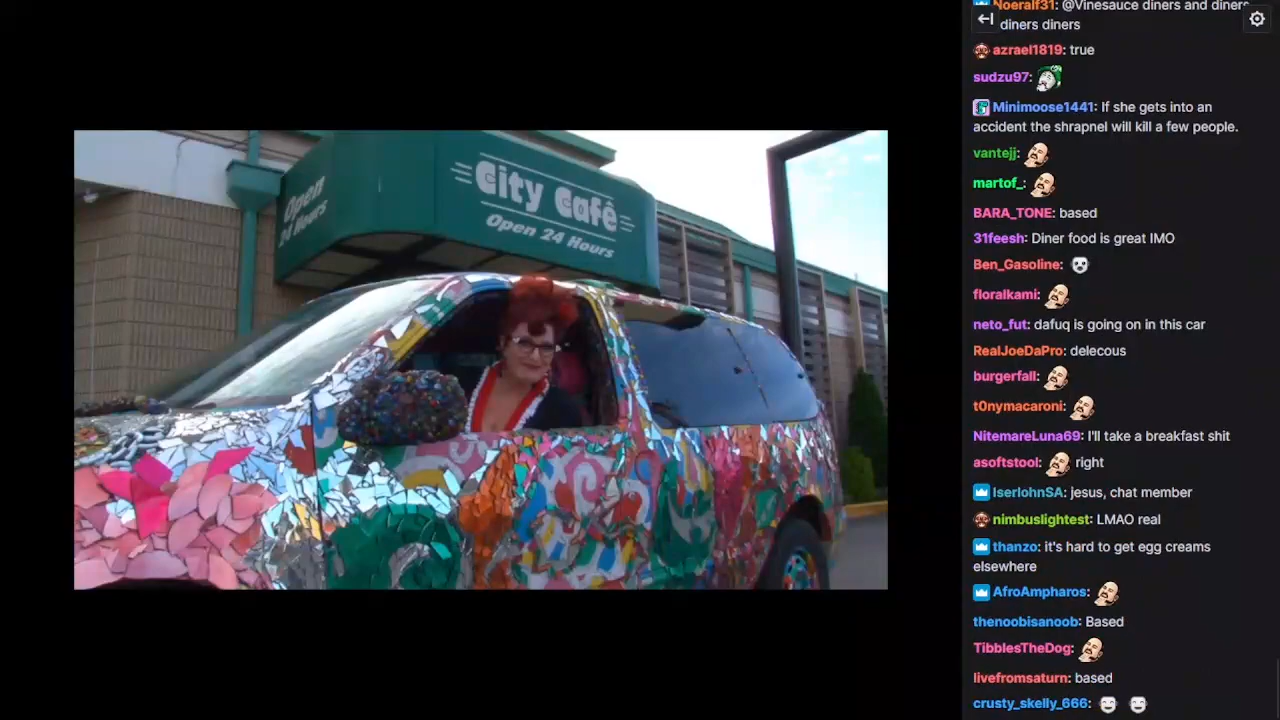 Open
24 Hours
City Café
Open 24 Hours
Noeralf31: @Vinesauce diners and diners
diners diners
azrael1819: true
sudzu97:
Minimoose1441: If she gets into an
accident the shrapnel will kill a few people.
vantejj:
martof_:
BARA_TONE: based
31feesh: Diner food is great IMO
Ben_Gasoline:
floralkami:
neto_fut: dafuq is going on in this car
RealJoeDaPro: delecous
burgerfall:
t0nymacaroni:
NitemareLuna69: I'll take a breakfast shit
asoftstool: right
IserlohnSA: jesus, chat member
nimbuslightest: LMAO real
thanzo: it's hard to get egg creams
elsewhere
AfroAmpharos:
thenoobisanoob: Based
TibblesTheDog:
livefromsaturn: based
crusty_skelly_666: